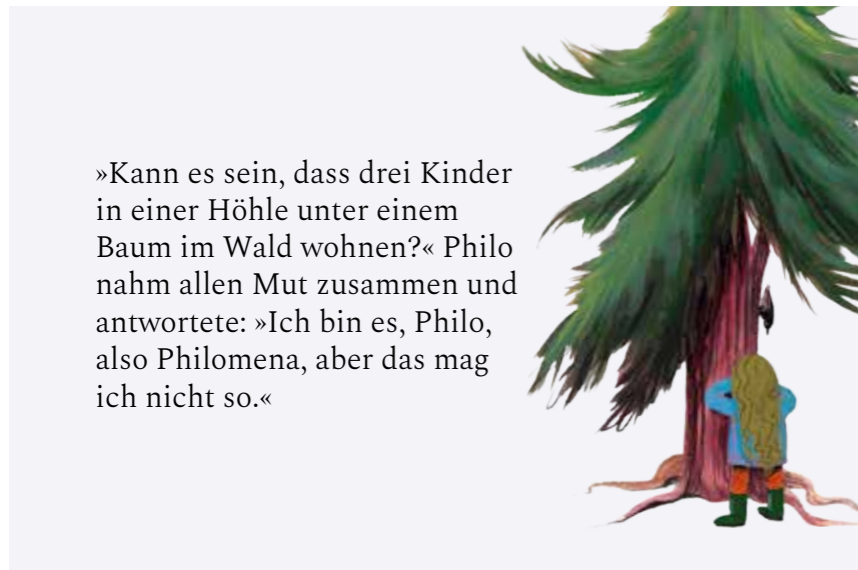 »Kann es sein, dass drei Kinder
in einer Höhle unter einem
Baum im Wald wohnen?« Philo
nahm allen Mut zusammen und
antwortete: »Ich bin es, Philo,
also Philomena, aber das mag
ich nicht so.«